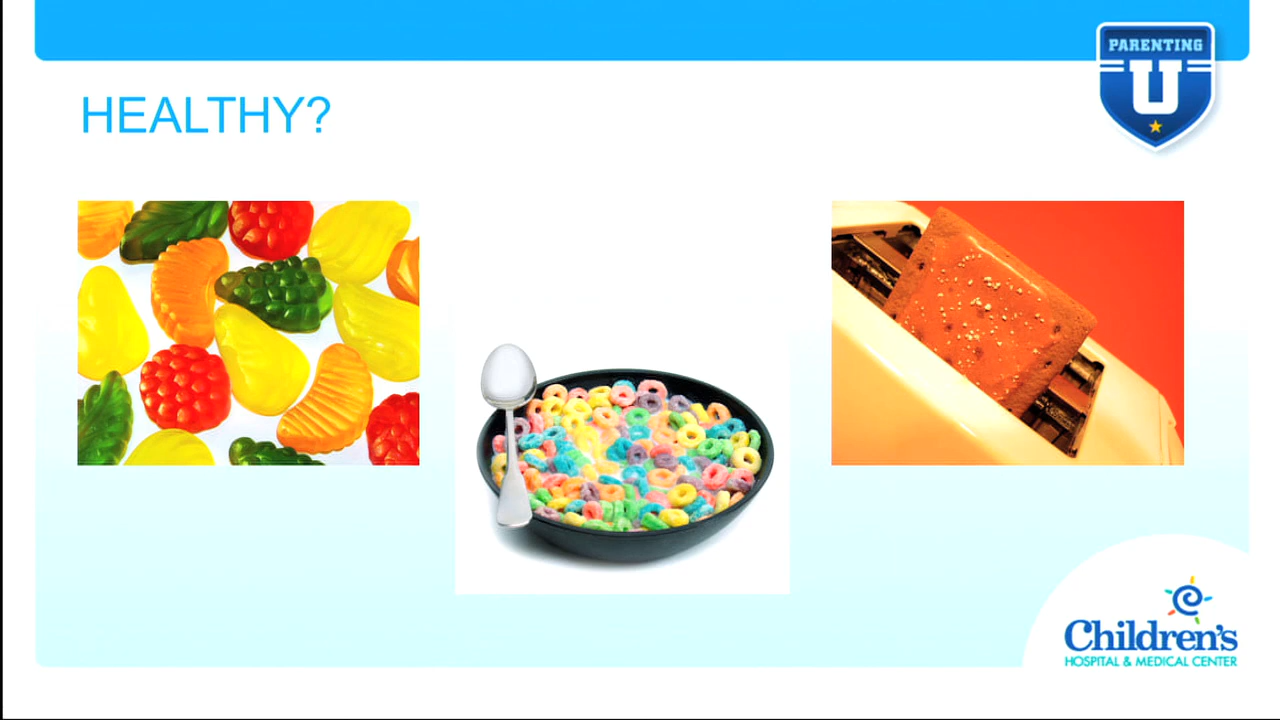 PARENTING
U
HEALTHY?
Children's
HOSPITAL & MEDICAL CENTER